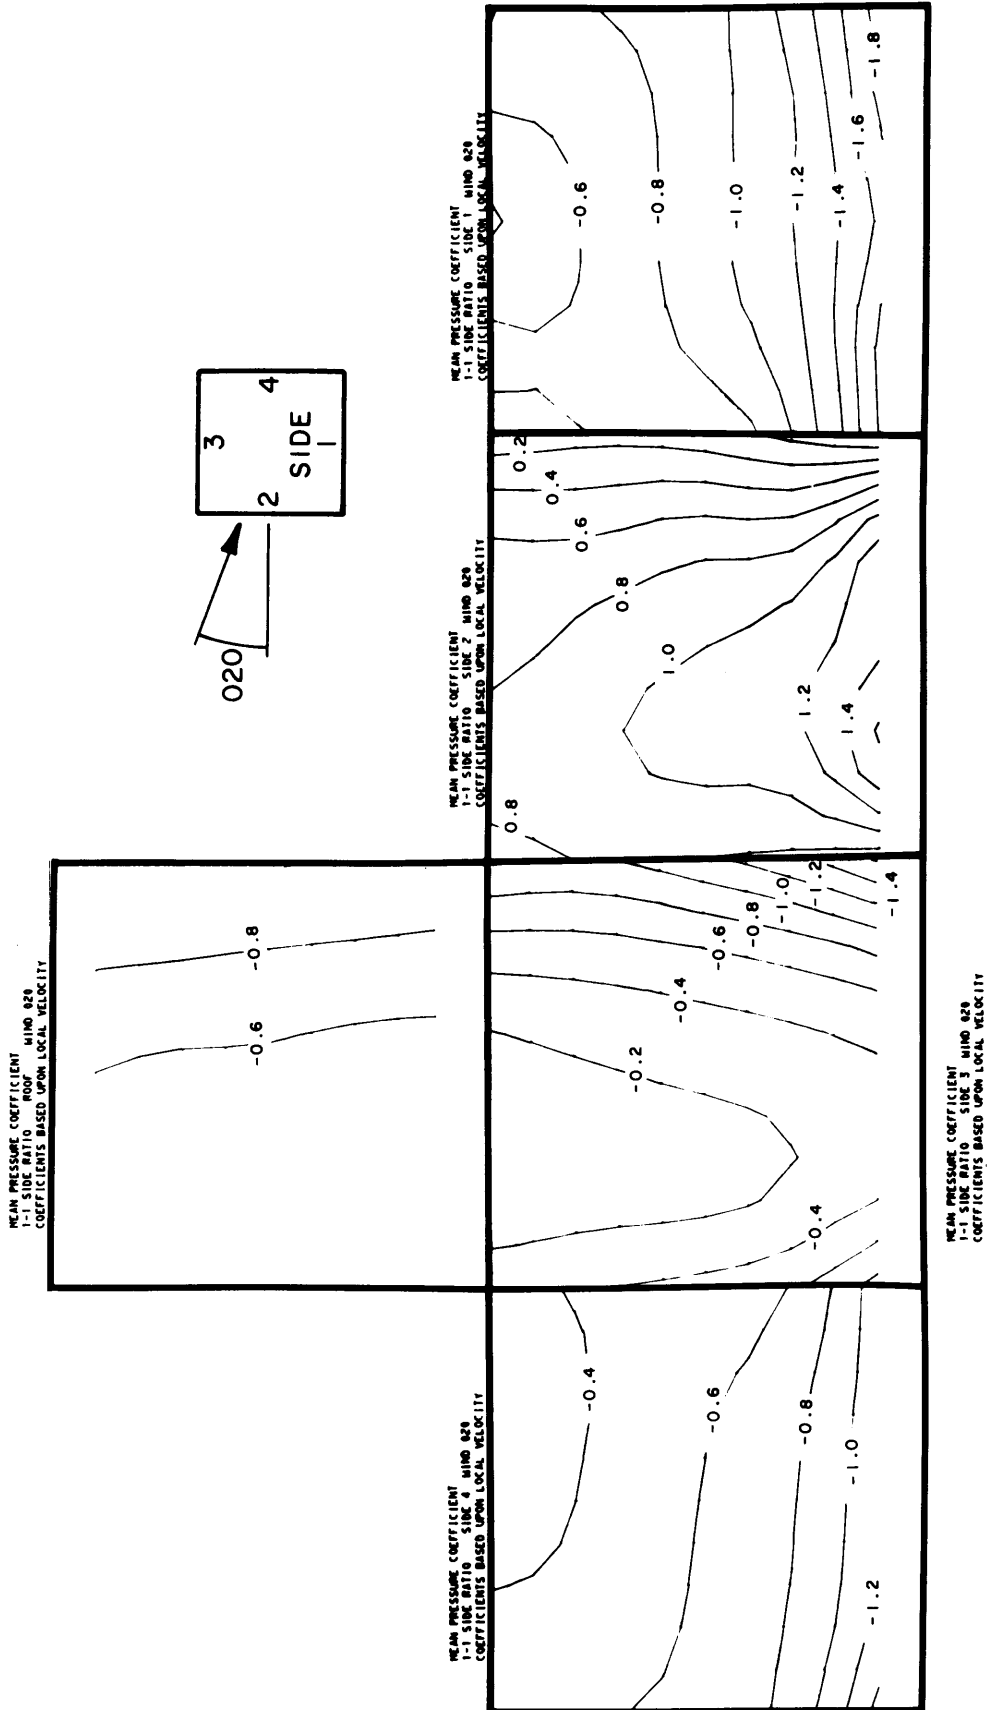 MEAN PRESSURE COEFFICIENT
1-1 SIDE RATIO ROOF WIND 020
COEFFICIENTS BASED UPON LOCAL VELOCITY
-0.6
-0.8
020
3
2
4
SIDE
1
MEAN PRESSURE COEFFICIENT
1-1 SIDE RATIO SIDE 4 WIND 020
COEFFICIENTS BASED UPON LOCAL VELOCITY
-0.4
-0.6
-0.8
-1.0
-1.2
-0.2
-0.4
-0.4
-0.6
-0.8
-1.0
-1.2
-1.4
MEAN PRESSURE COEFFICIENT
1-1 SIDE RATIO SIDE 3 WIND 020
COEFFICIENTS BASED UPON LOCAL VELOCITY
MEAN PRESSURE COEFFICIENT
1-1 SIDE RATIO SIDE 2 WIND 020
COEFFICIENTS BASED UPON LOCAL VELOCITY
0.8
0.2
0.4
0.6
0.8
1.0
1.2
1.4
MEAN PRESSURE COEFFICIENT
1-1 SIDE RATIO SIDE 1 WIND 020
COEFFICIENTS BASED UPON LOCAL VELOCITY
-0.6
-0.8
-1.0
-1.2
-1.4
-1.6
-1.8